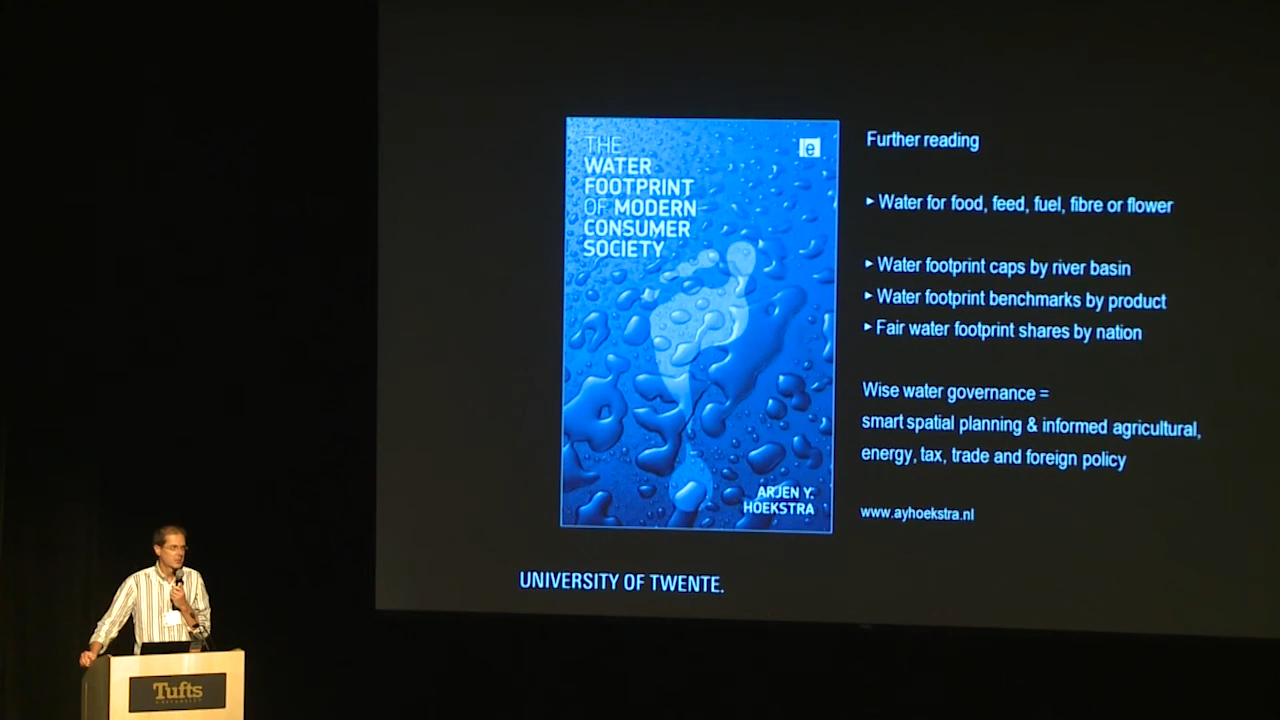 THE
WATER
FOOTPRINT
OF MODERN
CONSUMER
SOCIETY
e
ARJEN Y.
HOEKSTRA
Further reading
▸ Water for food, feed, fuel, fibre or flower
▸ Water footprint caps by river basin
▸ Water footprint benchmarks by product
▸ Fair water footprint shares by nation
Wise water governance =
smart spatial planning & informed agricultural,
energy, tax, trade and foreign policy
www.ayhoekstra.nl
UNIVERSITY OF TWENTE.
Tufts
UNIVERSITY